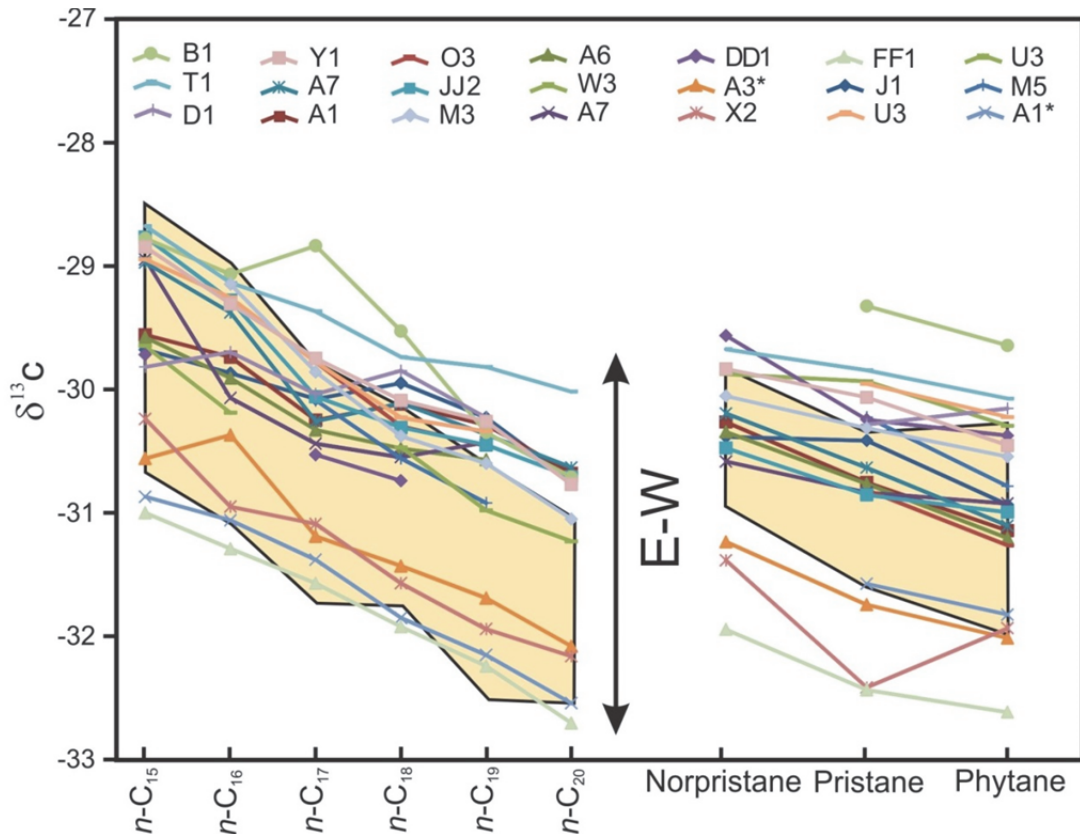 -27
B1 Y1 O3 A6 DD1 FF1 U3
T1 A7 JJ2 W3 A3* J1 M5
D1 A1 M3 A7 X2 U3 A1*
-28
-29
-30
-31
-32
-33
δ¹³c
E-W
n-C₁₅ n-C₁₆ n-C₁₇ n-C₁₈ n-C₁₉ n-C₂₀ Norpristane Pristane Phytane